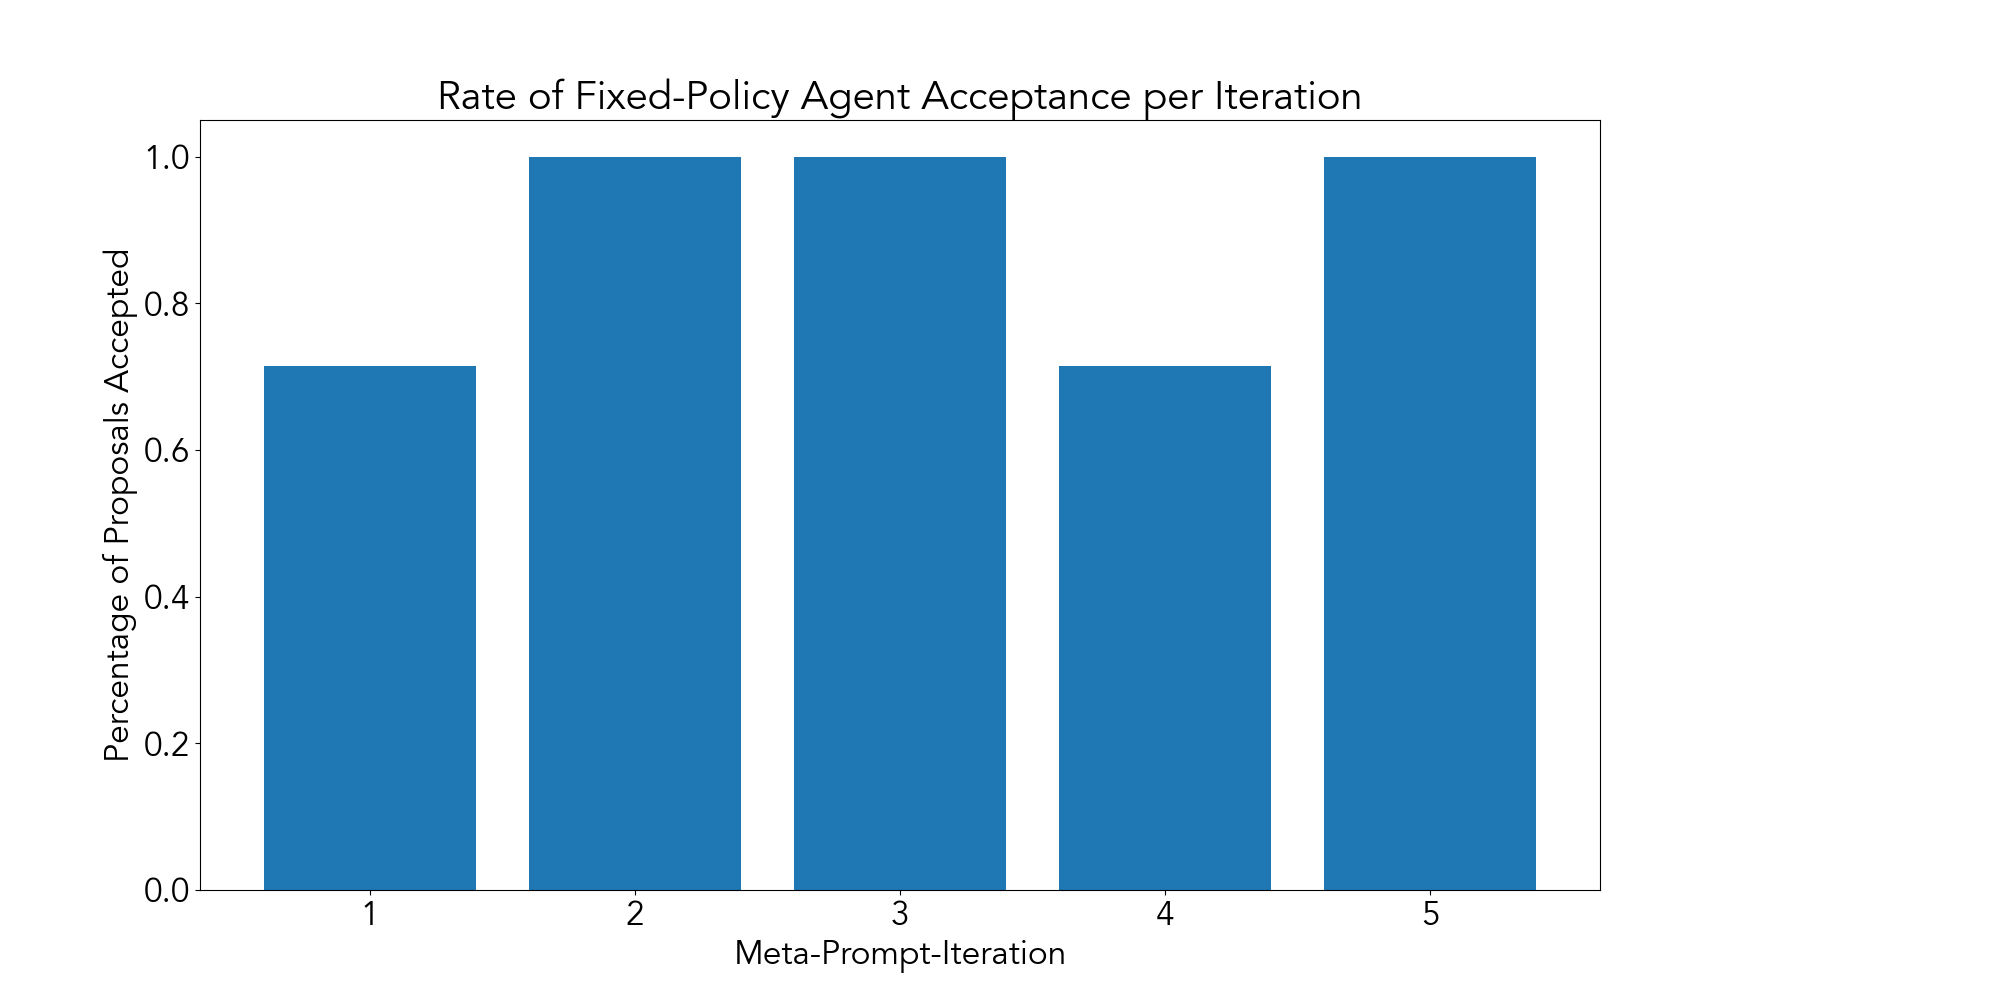 Rate of Fixed-Policy Agent Acceptance per Iteration
Percentage of Proposals Accepted
1.0
0.8
0.6
0.4
0.2
0.0
1 2 3 4 5
Meta-Prompt-Iteration